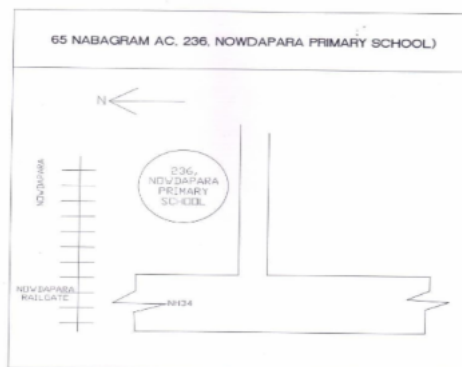 65 NABAGRAM AC, 236, NOWDAPARA PRIMARY SCHOOL)
N
236,
NOWDAPARA
PRIMARY
SCHOOL
NOWDAPARA
NOWDAPARA
RAILGATE
NH34